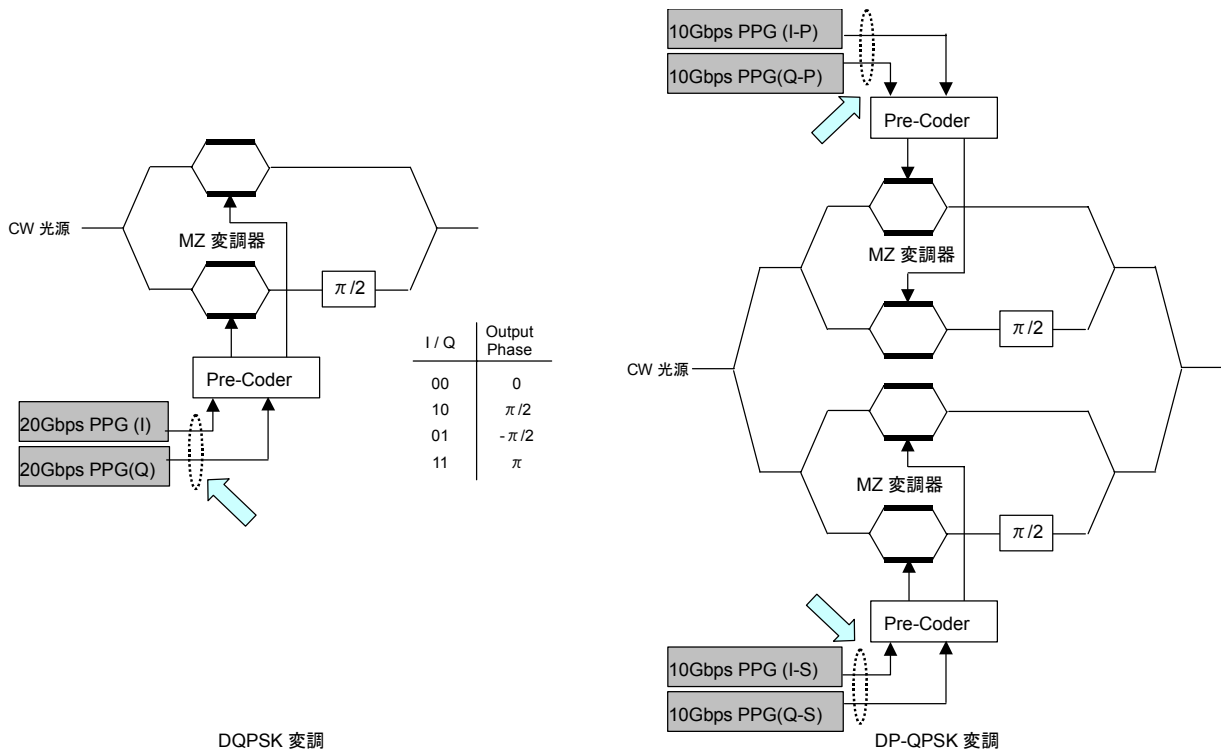 CW 光源
MZ 変調器
π/2
Pre-Coder
20Gbps PPG (I)
20Gbps PPG(Q)
I / Q Output Phase
00 0
10 π/2
01 -π/2
11 π
DQPSK 変調
10Gbps PPG (I-P)
10Gbps PPG(Q-P)
Pre-Coder
MZ 変調器
π/2
CW 光源
MZ 変調器
π/2
Pre-Coder
10Gbps PPG (I-S)
10Gbps PPG(Q-S)
DP-QPSK 変調